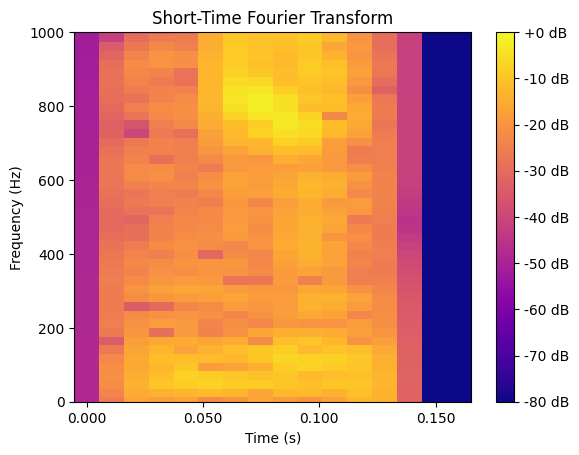 Short-Time Fourier Transform
1000
800
600
400
200
0
Frequency (Hz)
0.000
0.050
0.100
0.150
Time (s)
+0 dB
-10 dB
-20 dB
-30 dB
-40 dB
-50 dB
-60 dB
-70 dB
-80 dB